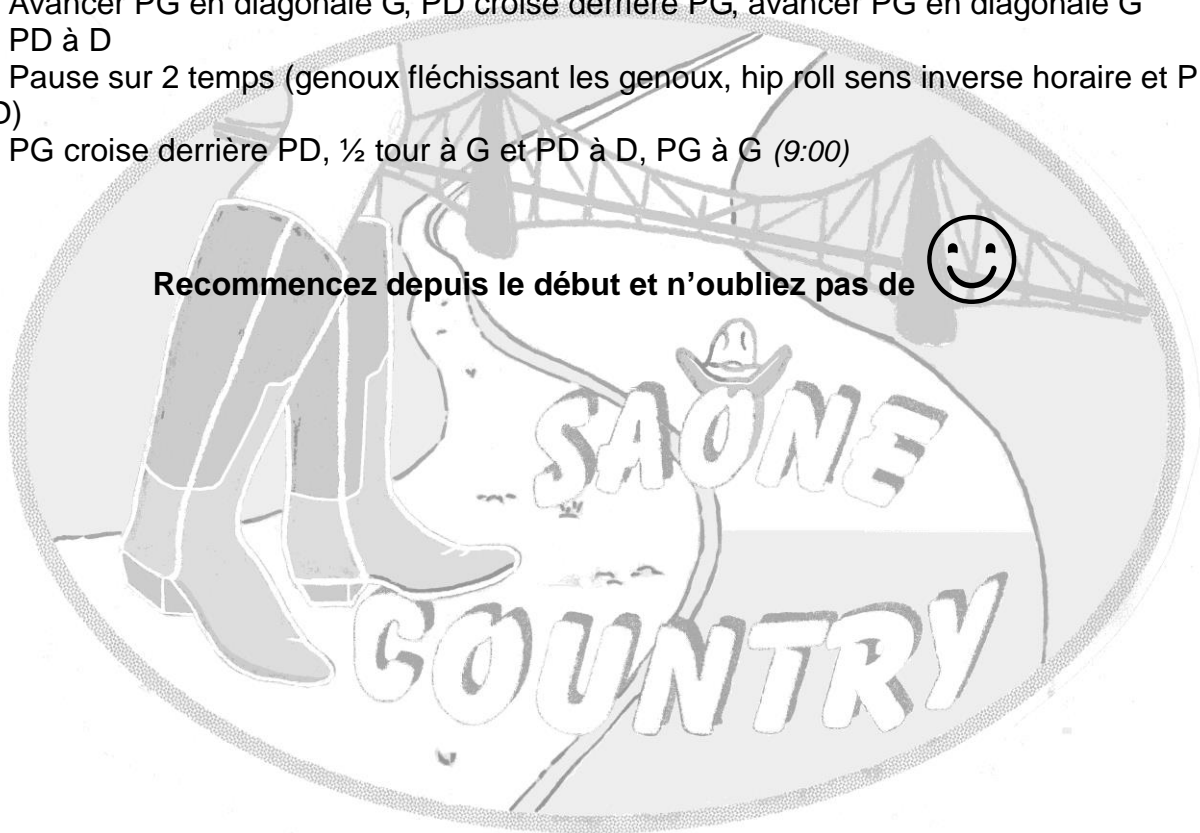 Avancer PG en diagonale G, PD croise derrière PG, avancer PG en diagonale G
PD à D
Pause sur 2 temps (genoux fléchissant les genoux, hip roll sens inverse horaire et P
D)
PG croise derrière PD, ½ tour à G et PD à D, PG à G (9:00)
Recommencez depuis le début et n’oubliez pas de
SAONE
COUNTRY